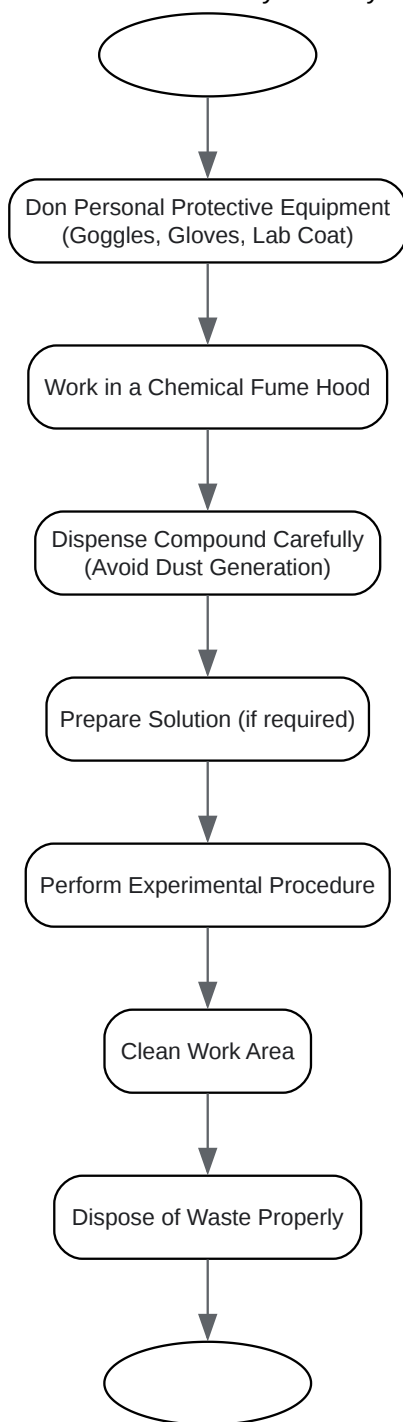 Don Personal Protective Equipment
(Goggles, Gloves, Lab Coat)
Work in a Chemical Fume Hood
Dispense Compound Carefully
(Avoid Dust Generation)
Prepare Solution (if required)
Perform Experimental Procedure
Clean Work Area
Dispose of Waste Properly